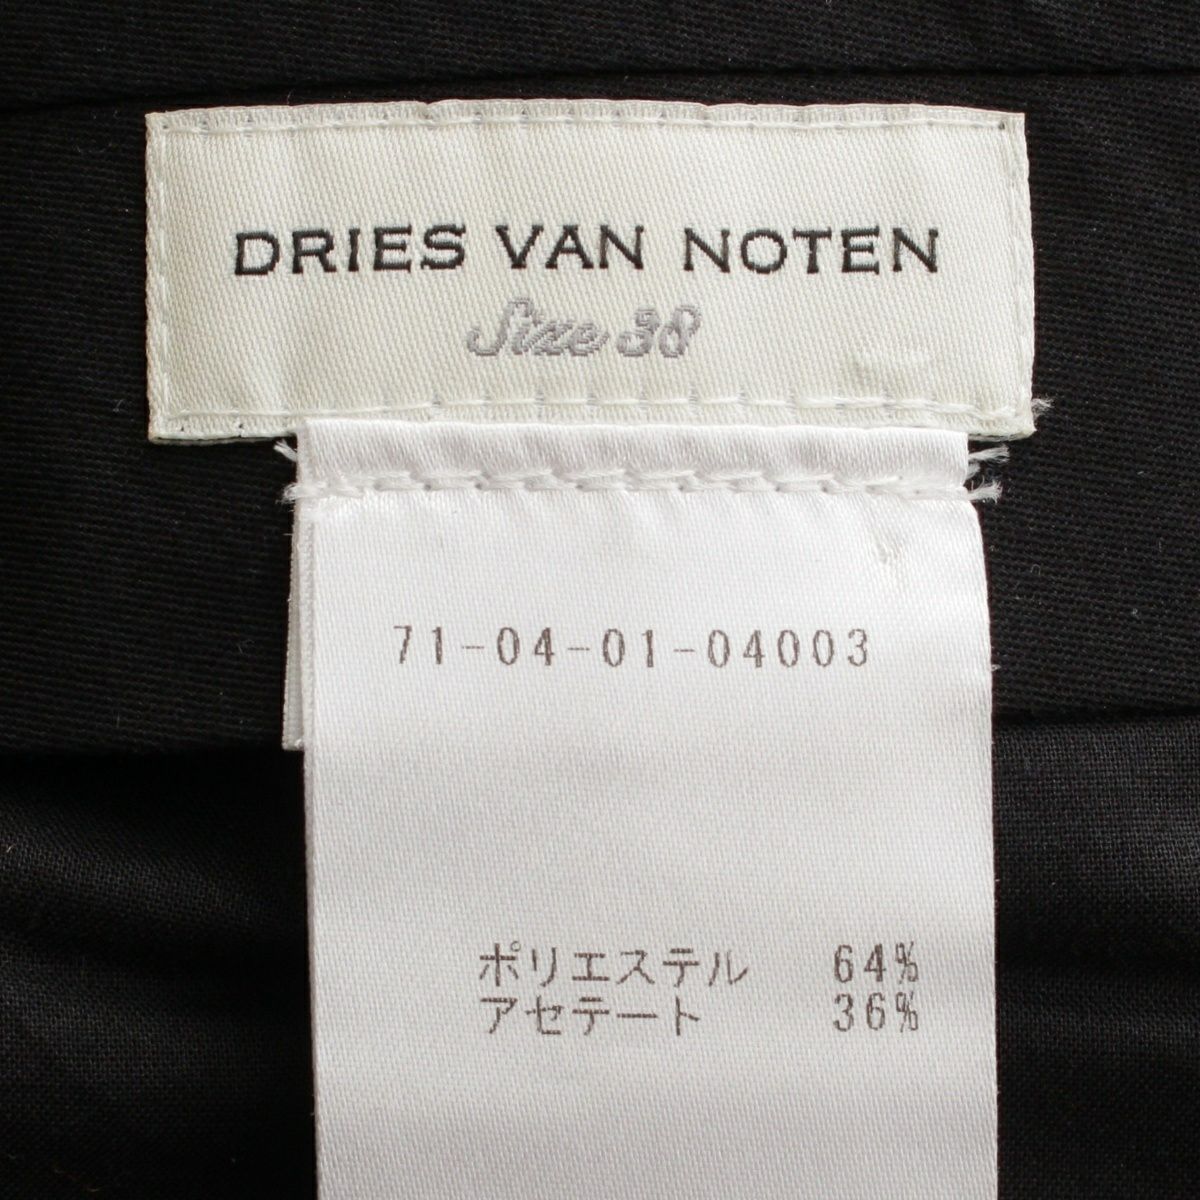 DRIES VAN NOTEN
Size 38
71-04-01-04003
ポリエステル 64%
アセテート 36%